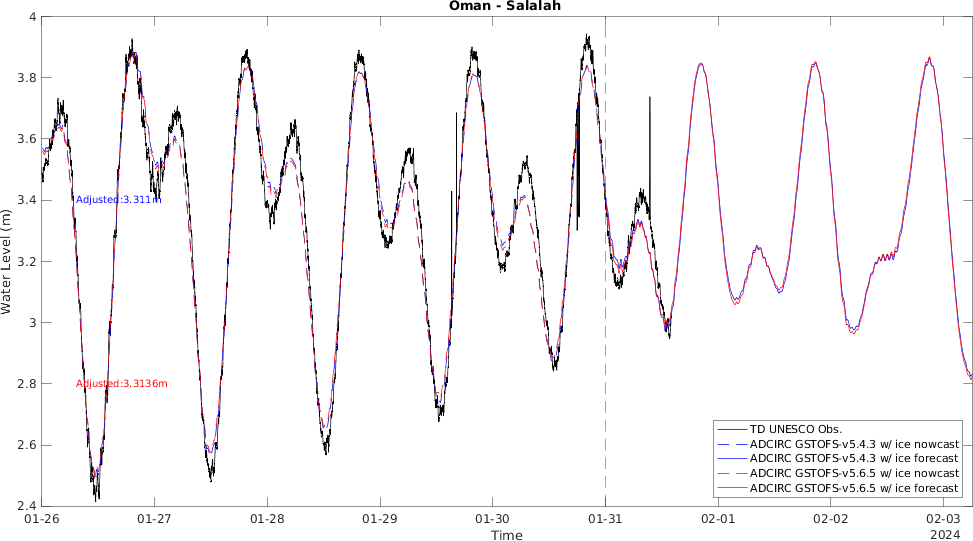 Oman - Salalah
4
3.8
3.6
3.4
3.2
3
2.8
2.6
2.4
Water Level (m)
Adjusted:3.311m
Adjusted:3.3136m
TD UNESCO Obs.
ADCIRC GSTOFS-v5.4.3 w/ ice nowcast
ADCIRC GSTOFS-v5.4.3 w/ ice forecast
ADCIRC GSTOFS-v5.6.5 w/ ice nowcast
ADCIRC GSTOFS-v5.6.5 w/ ice forecast
01-26 01-27 01-28 01-29 01-30 01-31 02-01 02-02 02-03
Time
2024